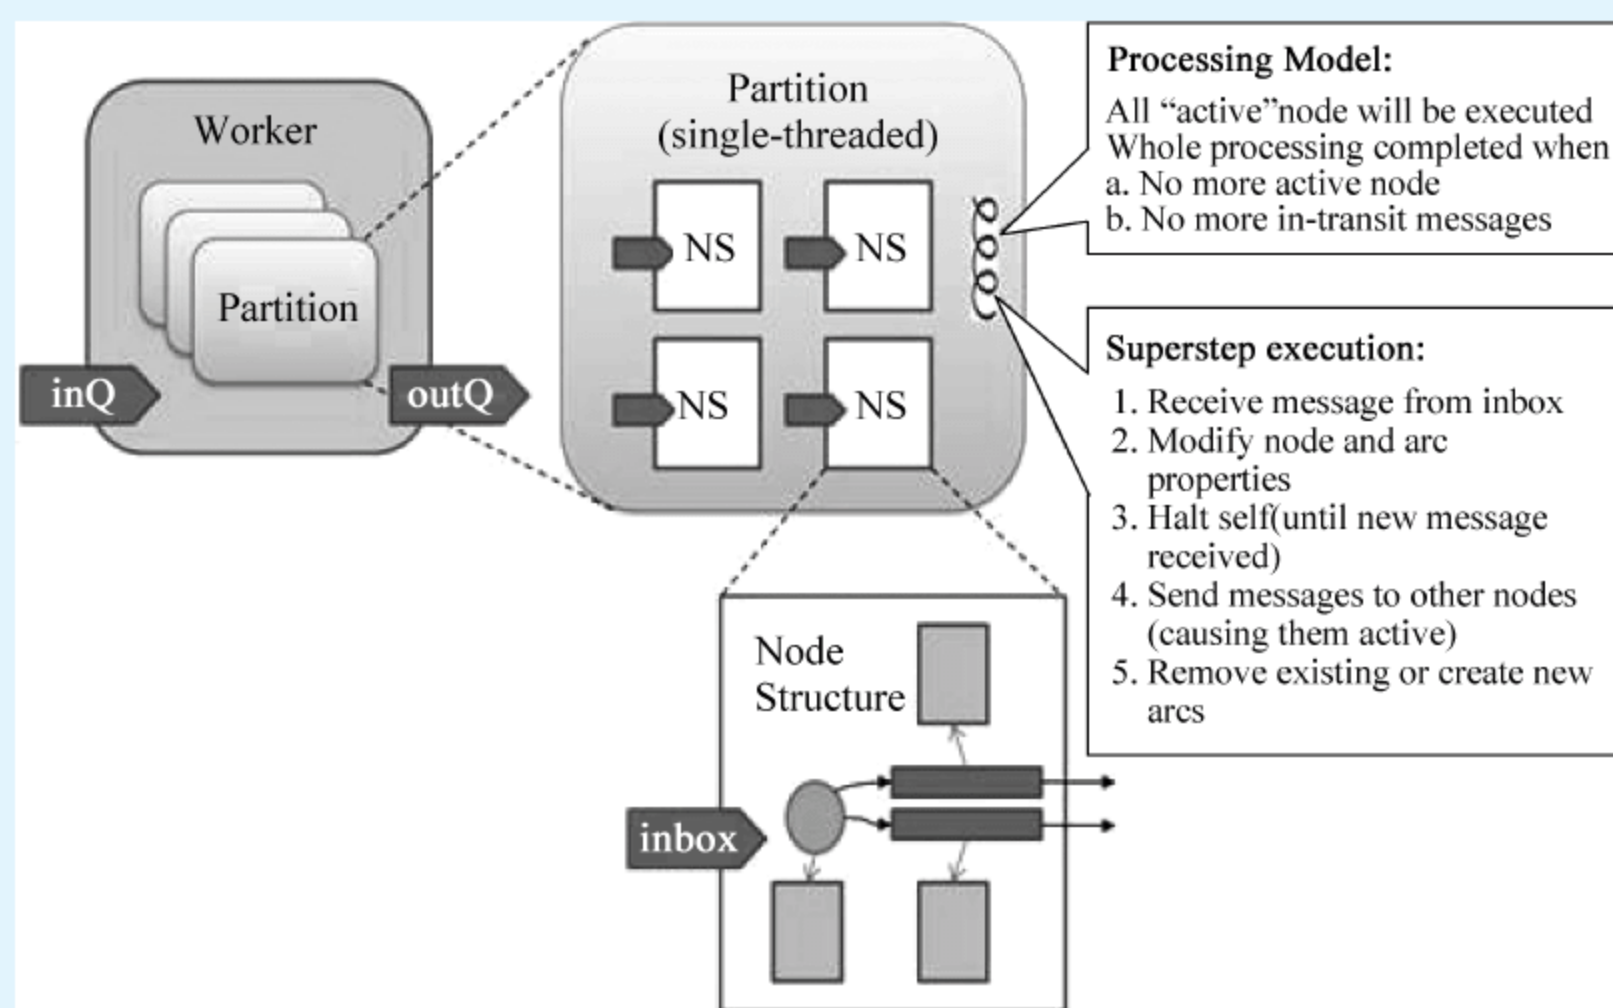 Worker
Partition
inQ
outQ
Partition
(single-threaded)
NS
NS
NS
NS
Processing Model:
All “active”node will be executed
Whole processing completed when
a. No more active node
b. No more in-transit messages
Superstep execution:
1. Receive message from inbox
2. Modify node and arc
properties
3. Halt self(until new message
received)
4. Send messages to other nodes
(causing them active)
5. Remove existing or create new
arcs
Node
Structure
inbox